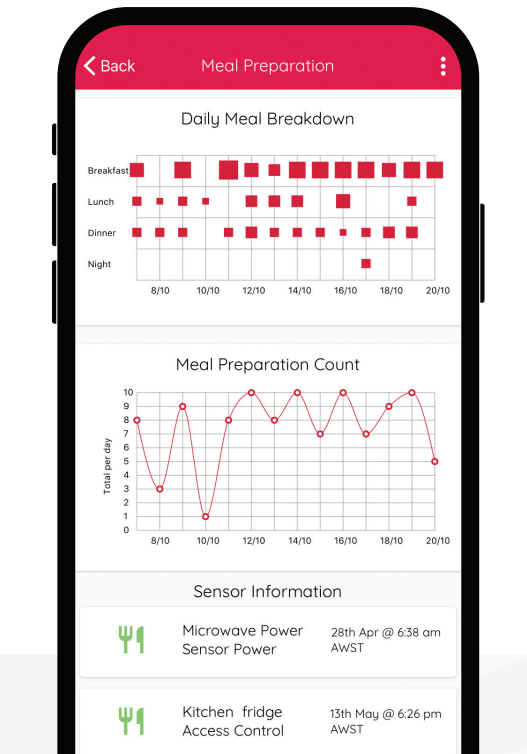 Back
Meal Preparation
Daily Meal Breakdown
Breakfast
Lunch
Dinner
Night
8/10 10/10 12/10 14/10 16/10 18/10 20/10
Meal Preparation Count
Total per day
10
9
8
7
6
5
4
3
2
1
0
8/10 10/10 12/10 14/10 16/10 18/10 20/10
Sensor Information
Microwave Power
Sensor Power
28th Apr @ 6:38 am
AWST
Kitchen fridge
Access Control
13th May @ 6:26 pm
AWST